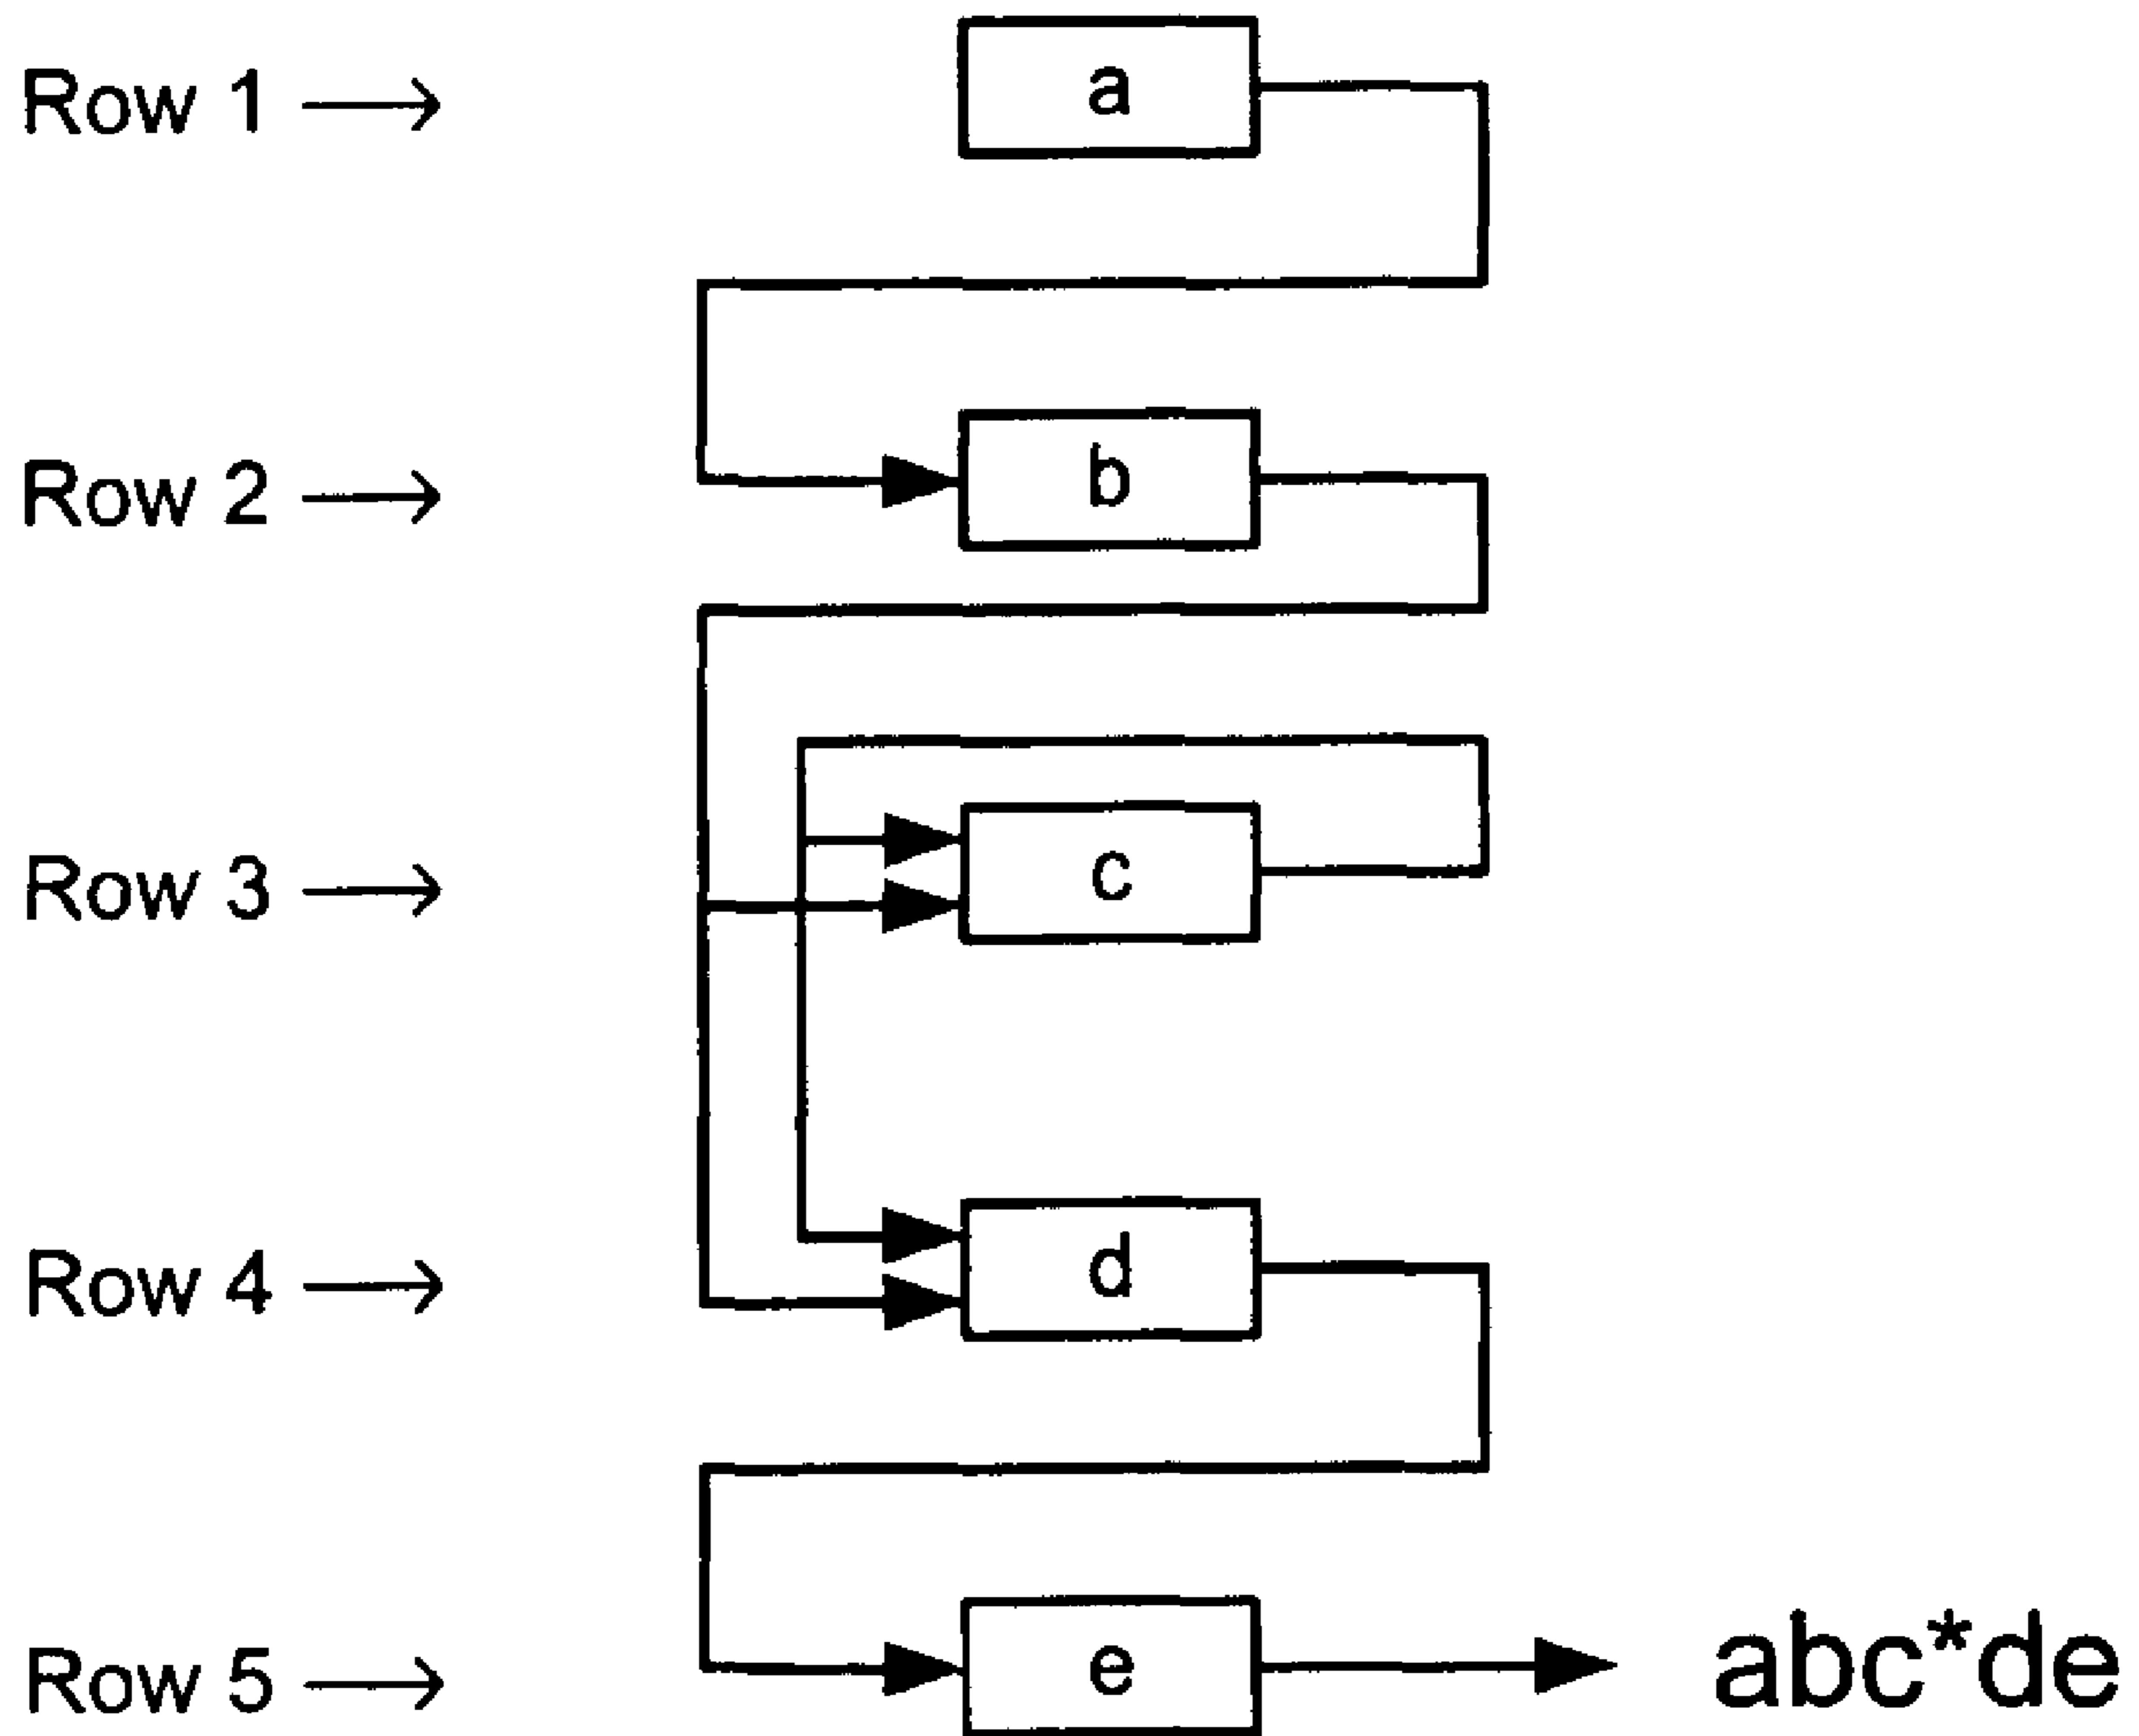 Row 1 → a
Row 2 → b
Row 3 → c
Row 4 → d
Row 5 → e abc*de